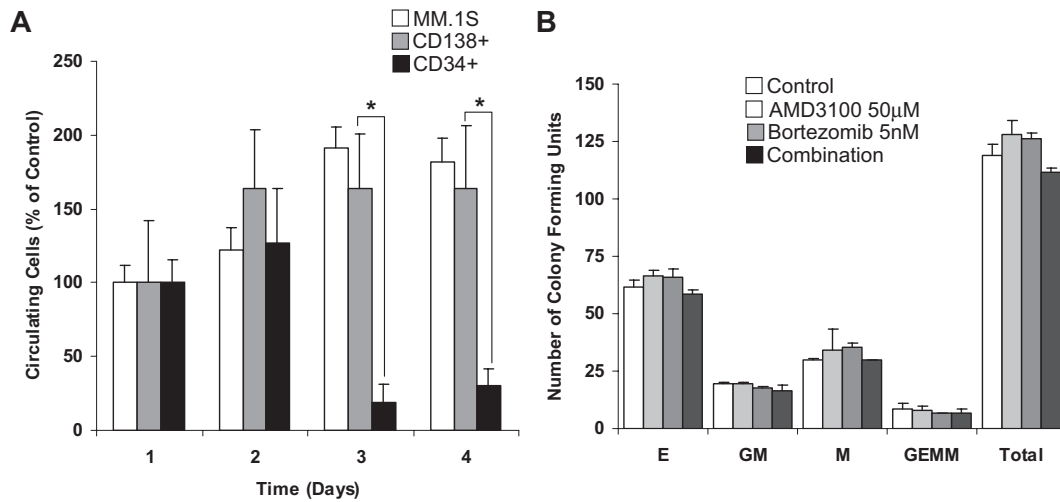 A
MM.1S
CD138+
CD34+
Circulating Cells (% of Control)
250
200
150
100
50
0
*
*
1 2 3 4
Time (Days)
B
Control
AMD3100 50µM
Bortezomib 5nM
Combination
Number of Colony Forming Units
150
125
100
75
50
25
0
E GM M GEMM Total